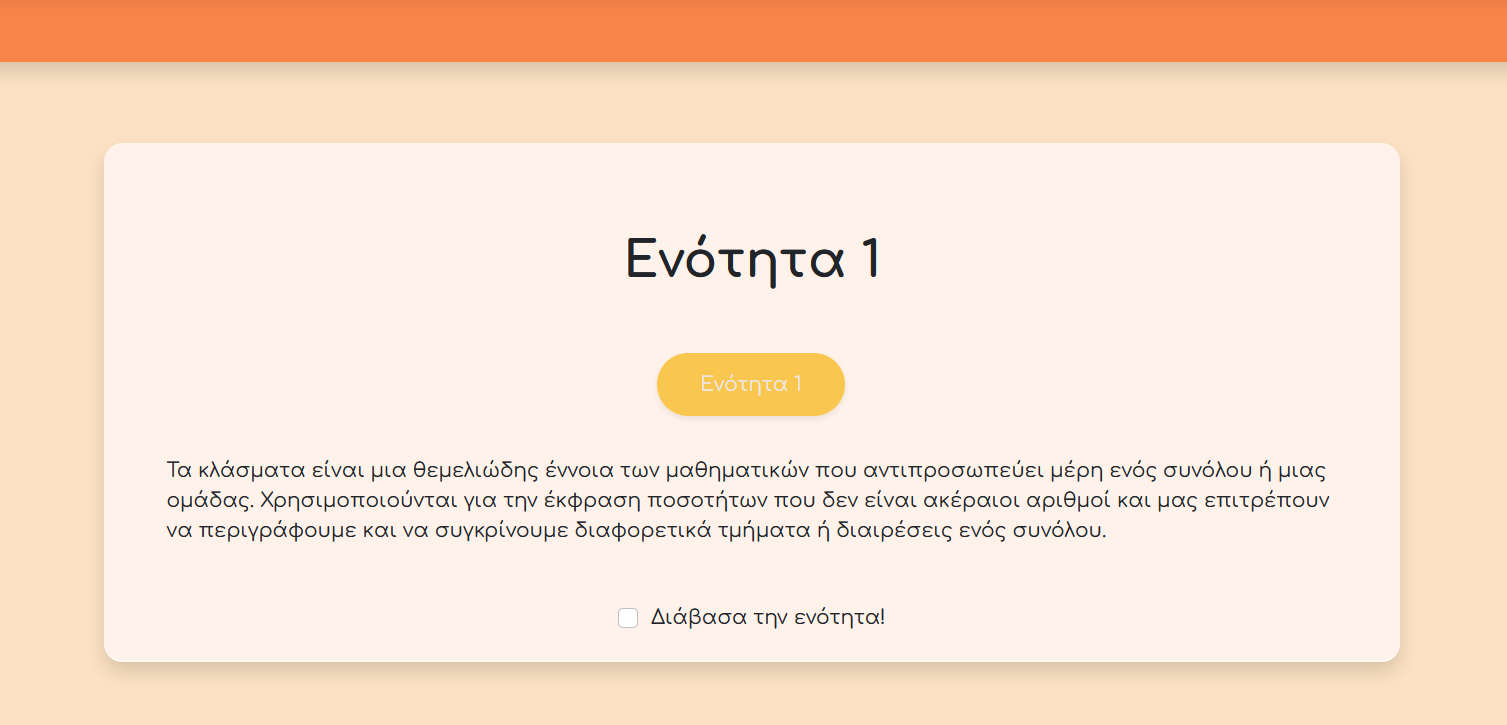 Ενότητα 1
Ενότητα 1
Τα κλάσματα είναι μια θεμελιώδης έννοια των μαθηματικών που αντιπροσωπεύει μέρη ενός συνόλου ή μιας
ομάδας. Χρησιμοποιούνται για την έκφραση ποσοτήτων που δεν είναι ακέραιοι αριθμοί και μας επιτρέπουν
να περιγράφουμε και να συγκρίνουμε διαφορετικά τμήματα ή διαιρέσεις ενός συνόλου.
Διάβασα την ενότητα!